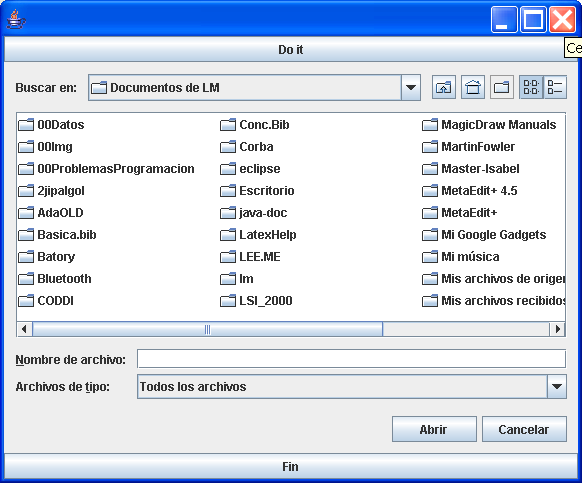 Ce
Do it
Buscar en: Documentos de LM
00Datos Conc.Bib MagicDraw Manuals
00Img Corba MartinFowler
00ProblemasProgramacion eclipse Master-Isabel
2jipalgol Escritorio MetaEdit+ 4.5
AdaOLD java-doc MetaEdit+
Basica.bib LatexHelp Mi Google Gadgets
Batory LEE.ME Mi música
Bluetooth lm Mis archivos de origen
CODDI LSI_2000 Mis archivos recibidos
Nombre de archivo:
Archivos de tipo: Todos los archivos
Abrir Cancelar
Fin